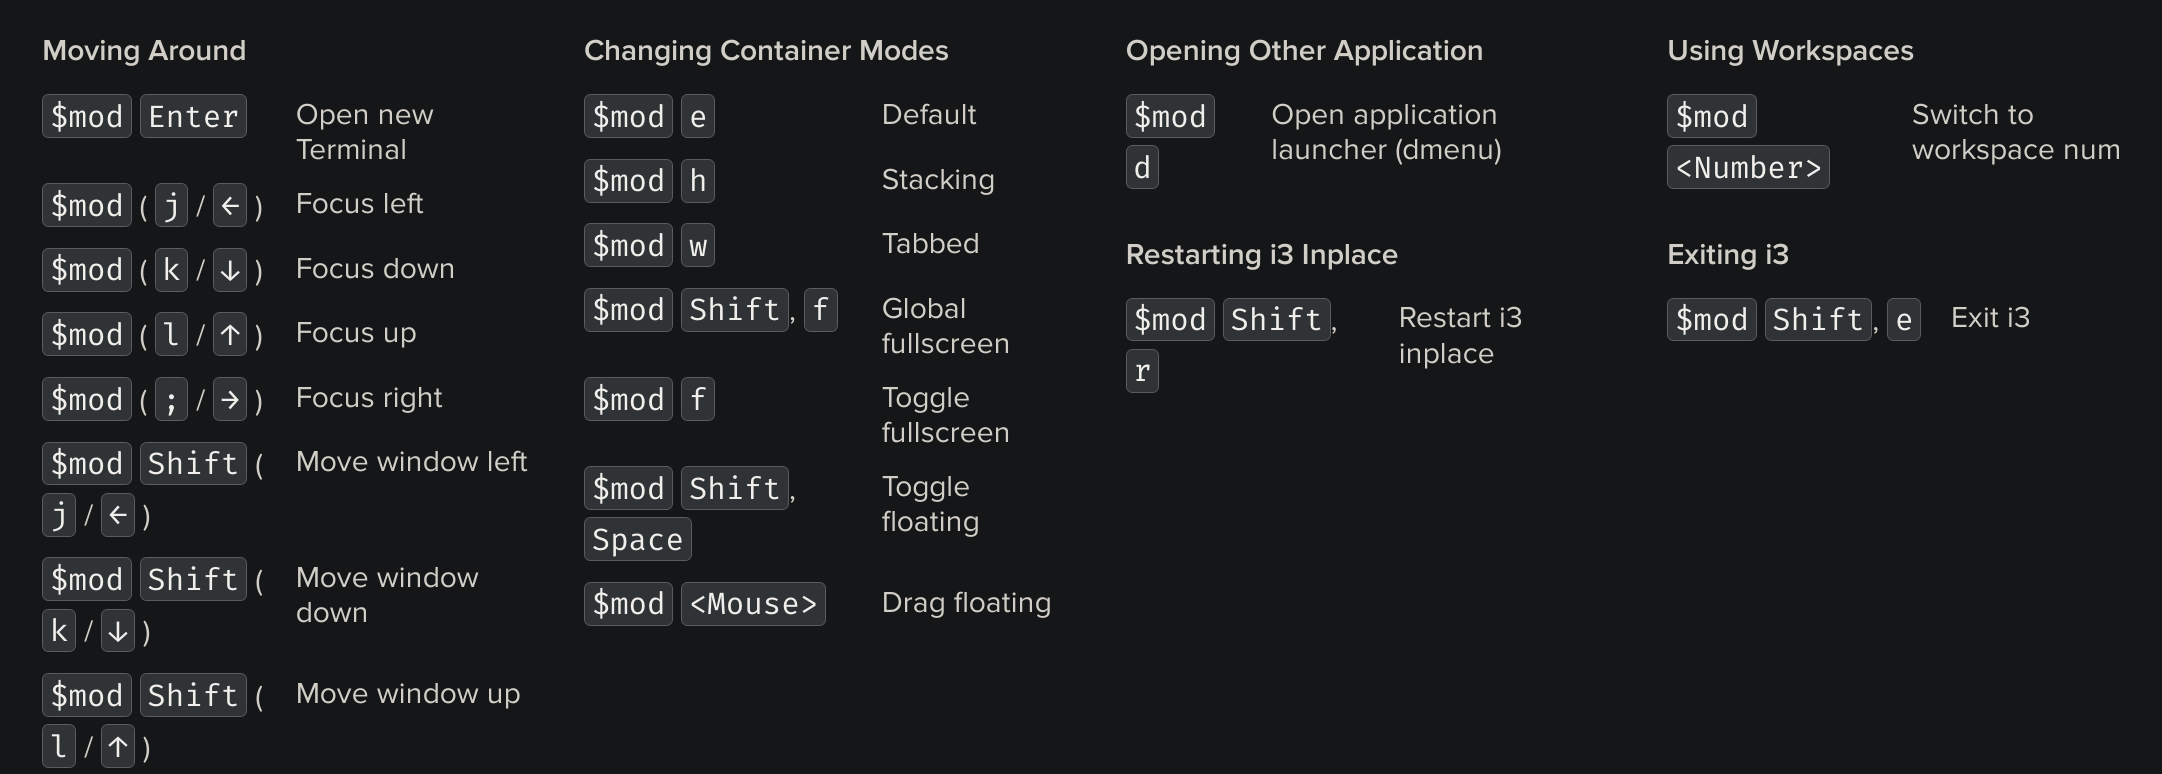 Moving Around
$mod Enter Open new
Terminal
$mod ( j / ← ) Focus left
$mod ( k / ↓ ) Focus down
$mod ( l / ↑ ) Focus up
$mod ( ; / → ) Focus right
$mod Shift ( Move window left
j / ← )
$mod Shift ( Move window
k / ↓ ) down
$mod Shift ( Move window up
l / ↑ )
Changing Container Modes
$mod e Default
$mod h Stacking
$mod w Tabbed
$mod Shift, f Global
fullscreen
$mod f Toggle
fullscreen
$mod Shift, Toggle
Space floating
$mod <Mouse> Drag floating
Opening Other Application
$mod Open application
d launcher (dmenu)
Restarting i3 Inplace
$mod Shift, Restart i3
r inplace
Using Workspaces
$mod Switch to
<Number> workspace num
Exiting i3
$mod Shift, e Exit i3